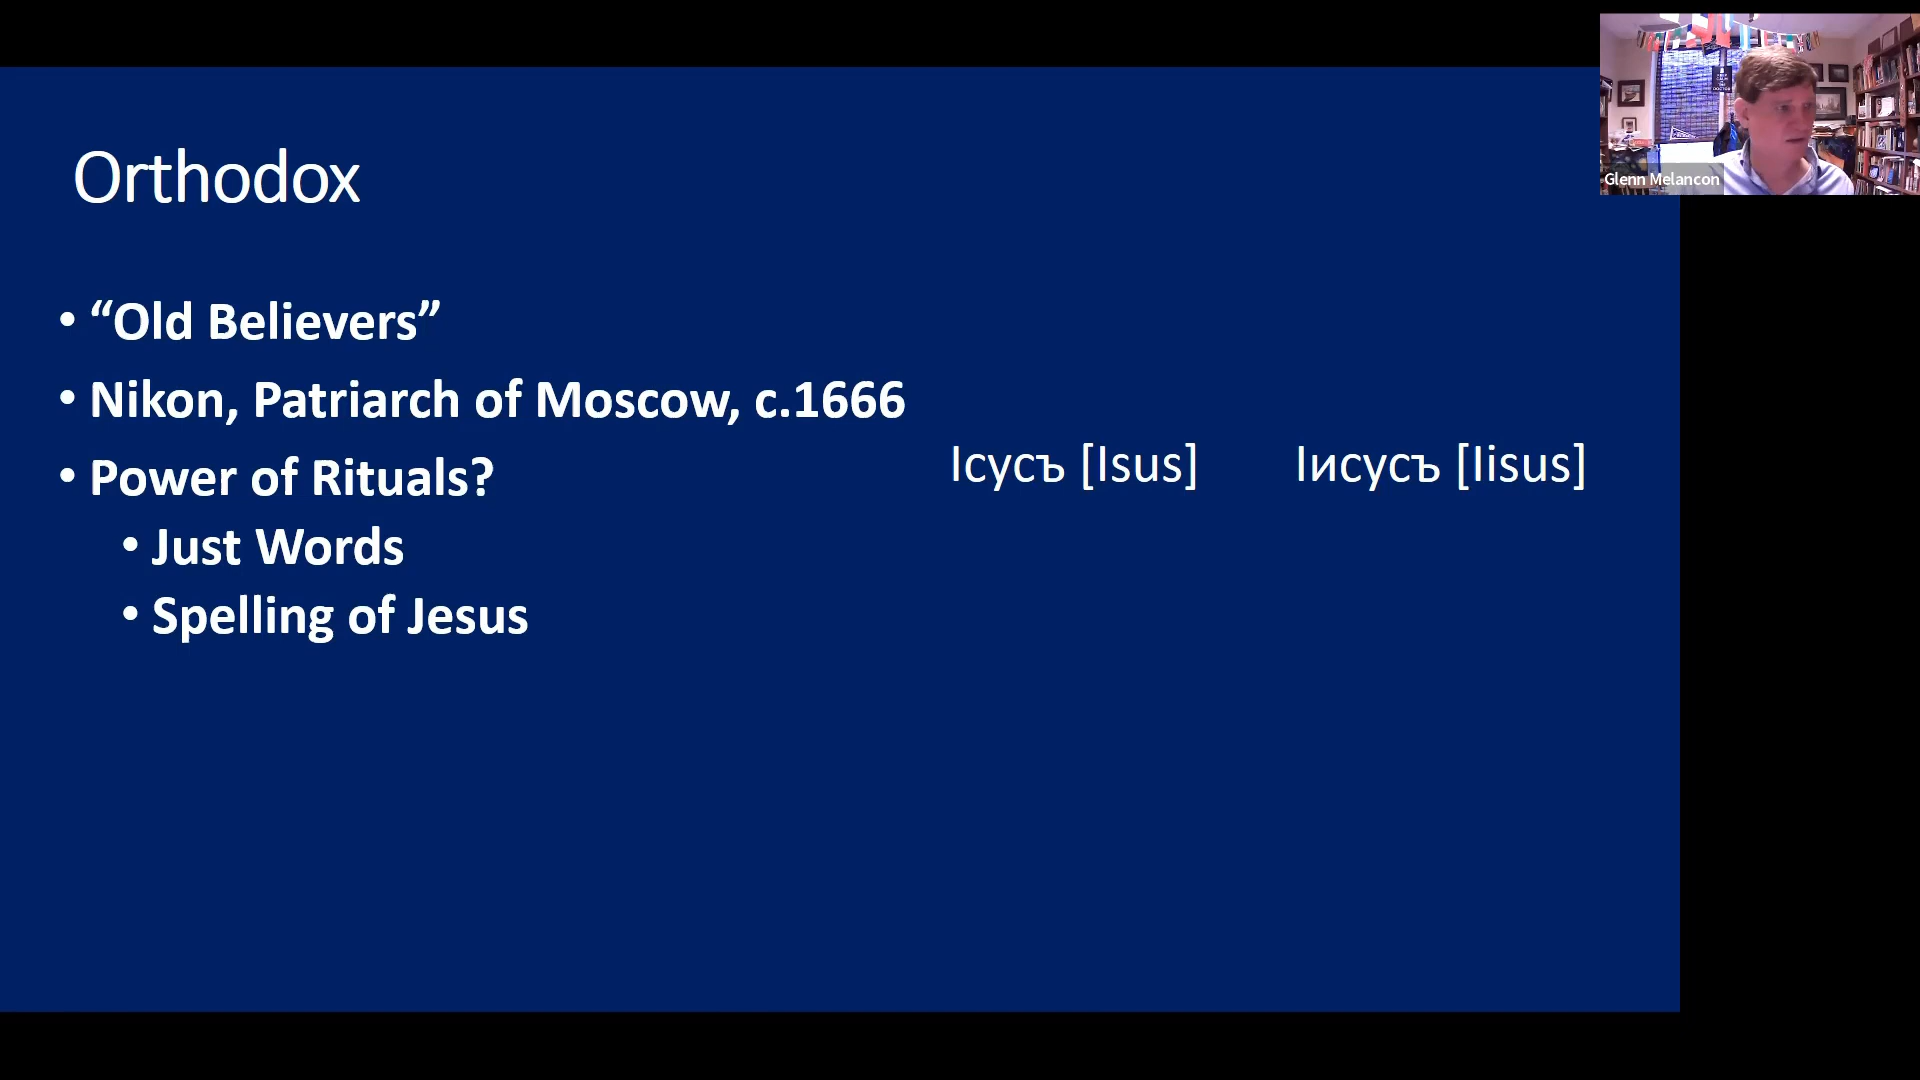 Orthodox
• “Old Believers”
• Nikon, Patriarch of Moscow, c.1666
• Power of Rituals?
Ісусъ [Isus] Іисусъ [Iisus]
• Just Words
• Spelling of Jesus
Glenn Melancon